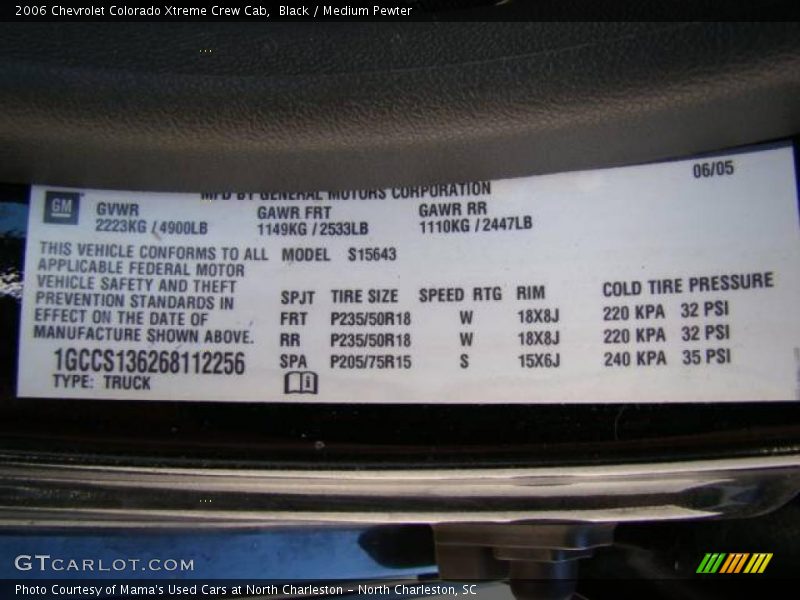 2006 Chevrolet Colorado Xtreme Crew Cab, Black / Medium Pewter
06/05
MFD BY GENERAL MOTORS CORPORATION
GM
GVWR GAWR FRT GAWR RR
2223KG / 4900LB 1149KG / 2533LB 1110KG / 2447LB
THIS VEHICLE CONFORMS TO ALL MODEL S15643
APPLICABLE FEDERAL MOTOR
VEHICLE SAFETY AND THEFT
PREVENTION STANDARDS IN
EFFECT ON THE DATE OF
MANUFACTURE SHOWN ABOVE.
1GCCS136268112256
TYPE: TRUCK
SPJT TIRE SIZE SPEED RTG RIM COLD TIRE PRESSURE
FRT P235/50R18 W 18X8J 220 KPA 32 PSI
RR P235/50R18 W 18X8J 220 KPA 32 PSI
SPA P205/75R15 S 15X6J 240 KPA 35 PSI
GTCARLOT.COM
Photo Courtesy of Mama's Used Cars at North Charleston - North Charleston, SC